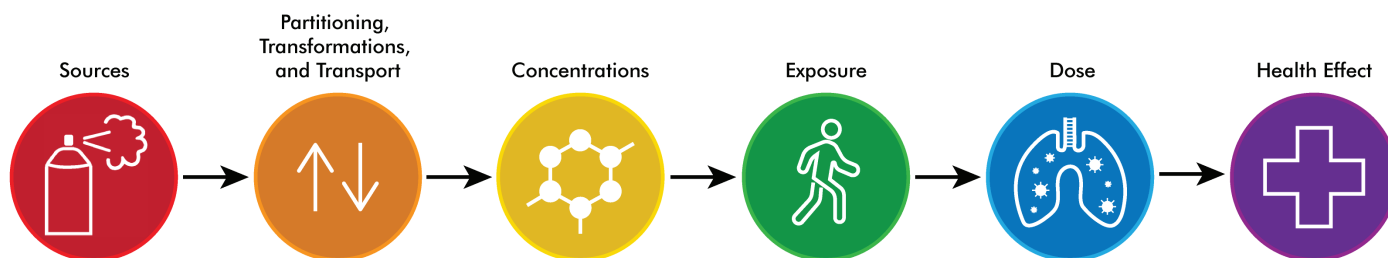 Sources
Partitioning,
Transformations,
and Transport
Concentrations
Exposure
Dose
Health Effect